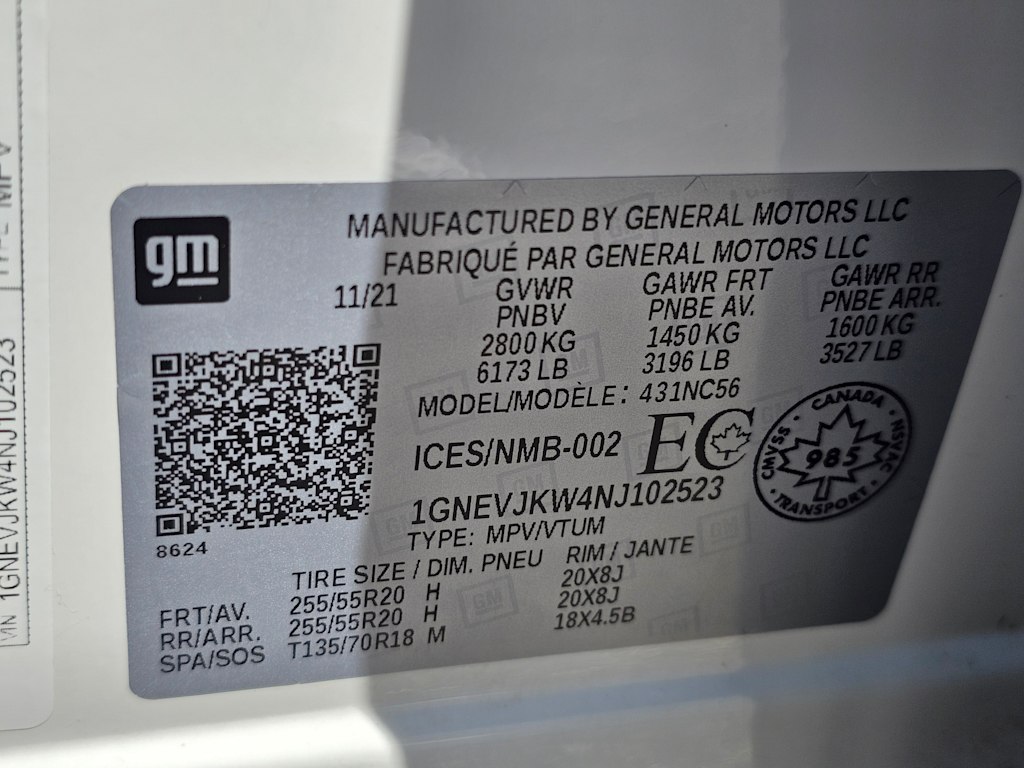 gm
MANUFACTURED BY GENERAL MOTORS LLC
FABRIQUÉ PAR GENERAL MOTORS LLC
11/21
GVWR
PNBV
2800 KG
6173 LB
GAWR FRT
PNBE AV.
1450 KG
3196 LB
GAWR RR
PNBE ARR.
1600 KG
3527 LB
MODEL/MODÈLE: 431NC56
ICES/NMB-002 EC
CANADA
CMVSS 985 NSVAC
TRANSPORT
1GNEVJKW4NJ102523
TYPE: MPV/VTUM
8624
TIRE SIZE / DIM. PNEU RIM / JANTE
FRT/AV. 255/55R20 H 20X8J
RR/ARR. 255/55R20 H 20X8J
SPA/SOS T135/70R18 M 18X4.5B
VIN 1GNEVJKW4NJ102523
TYPE MPV